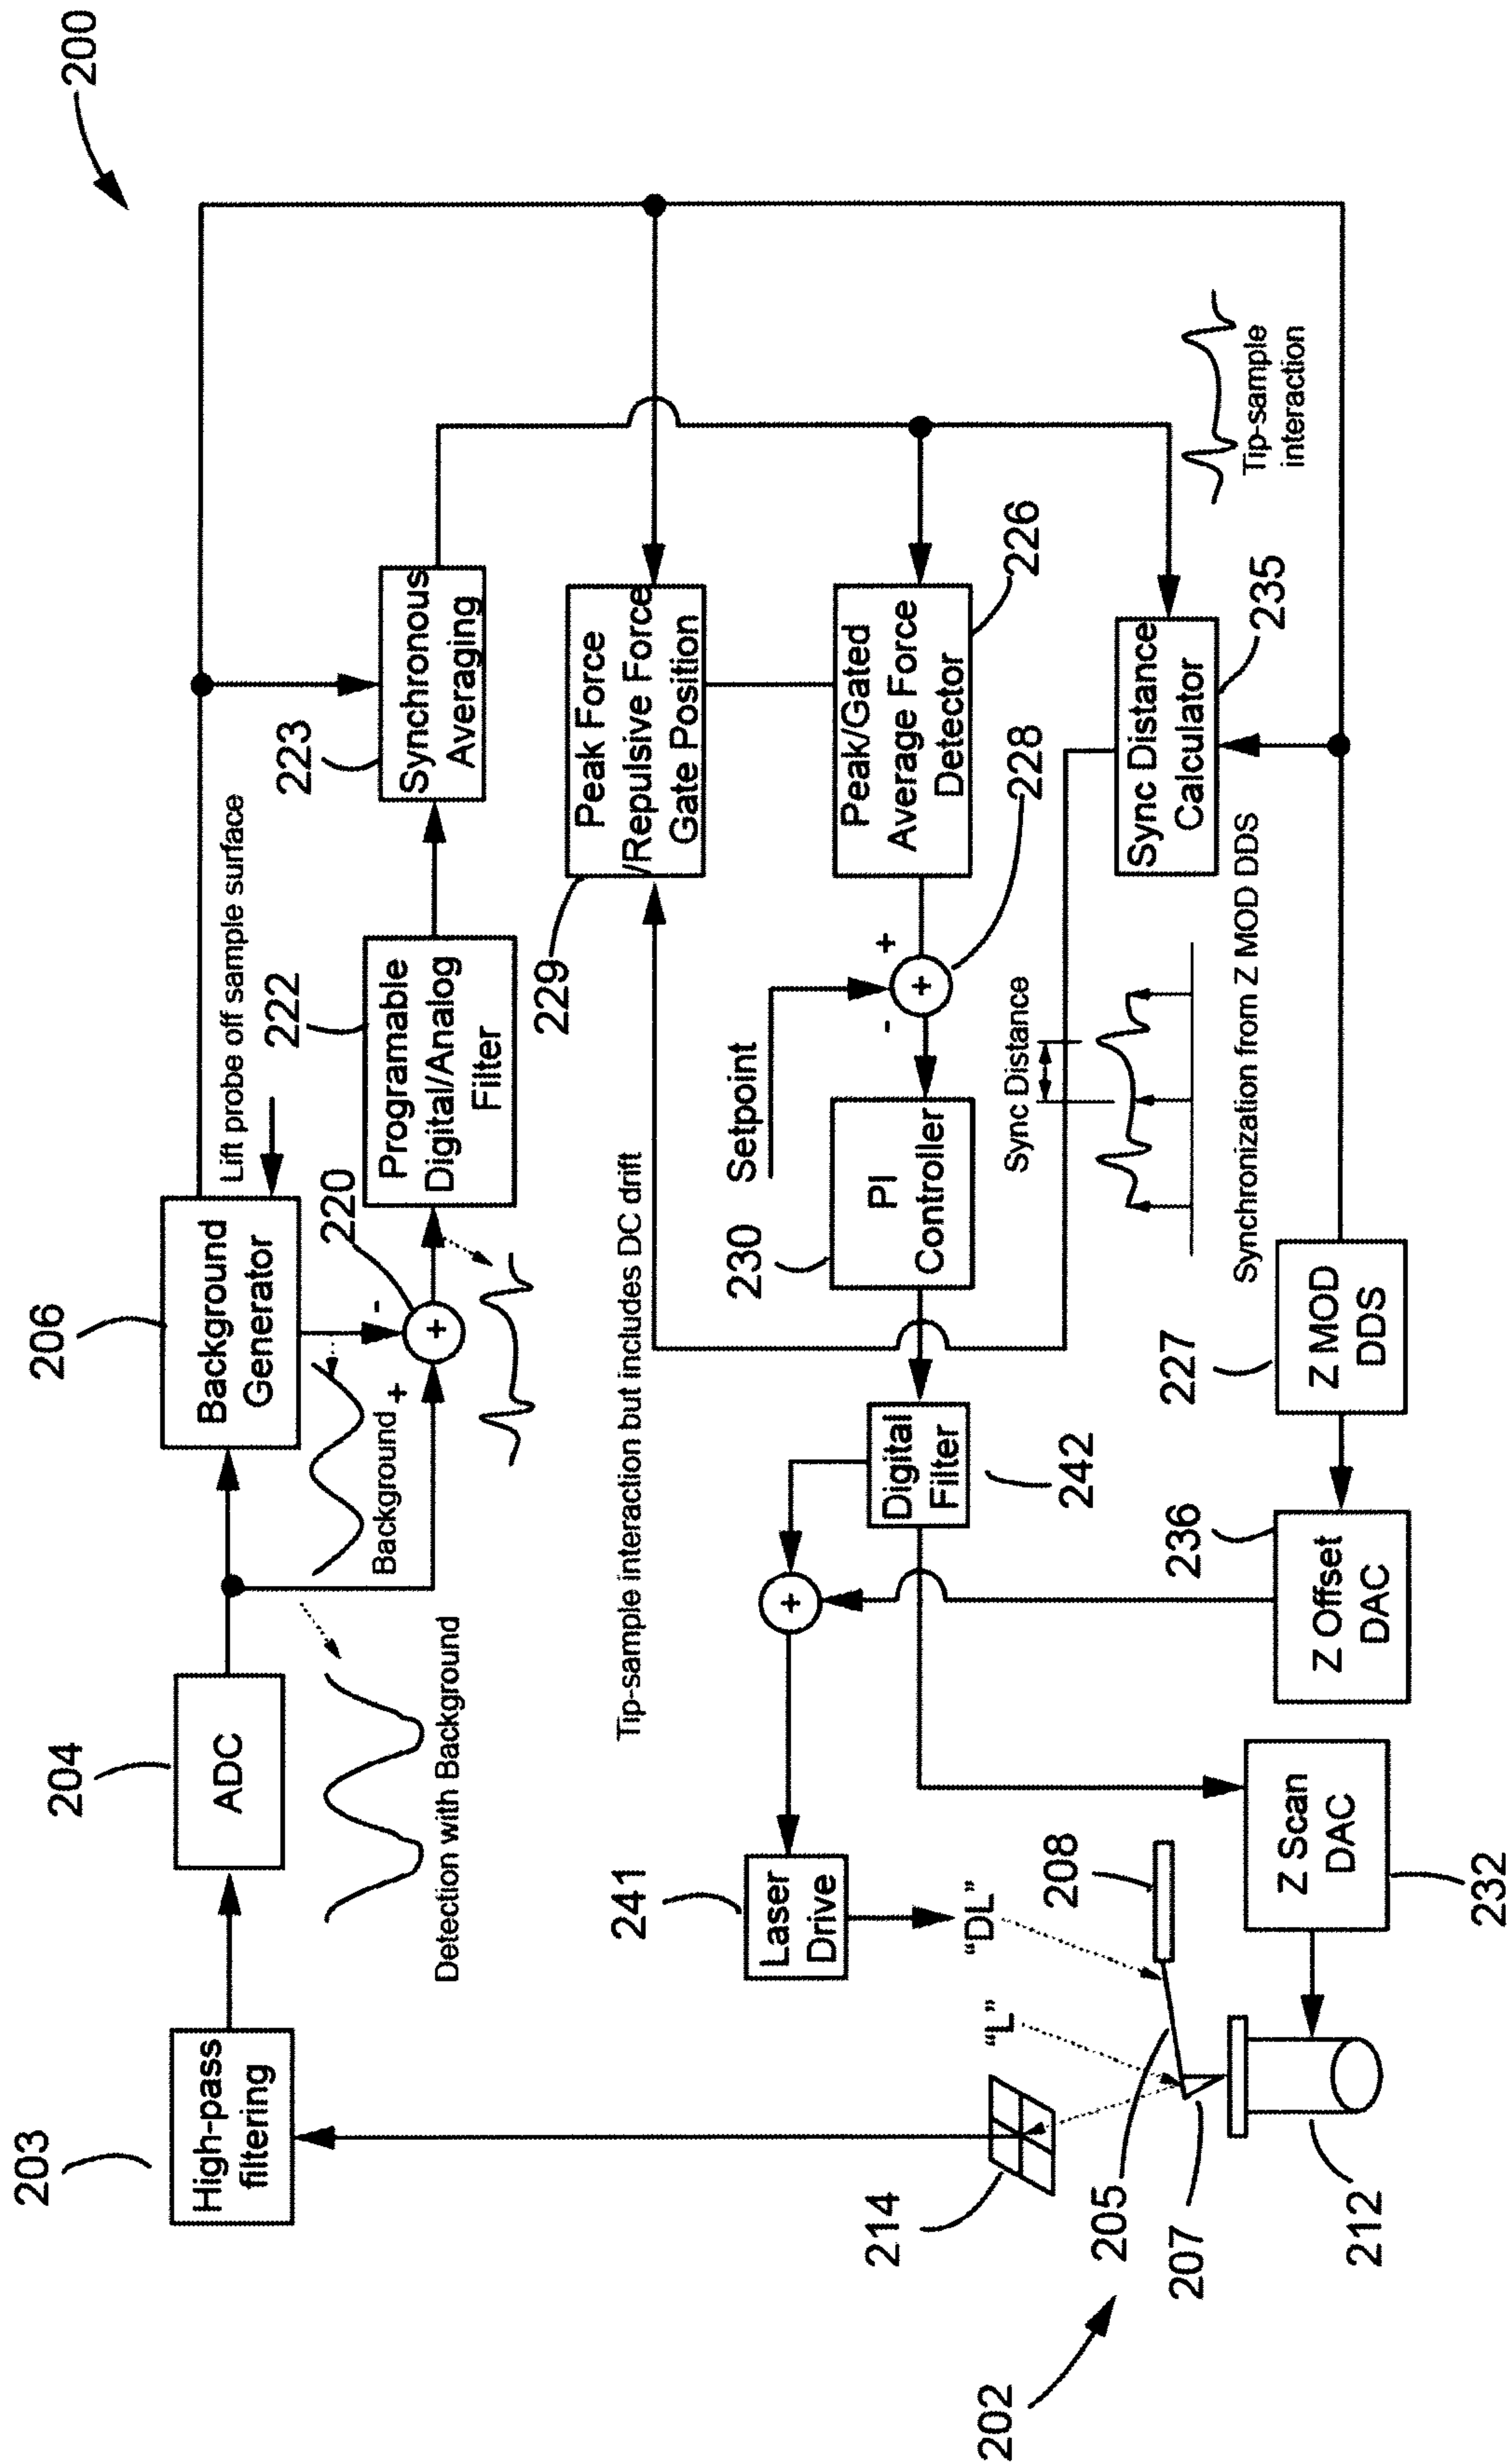 200
203
High-pass
filtering
204
ADC
Detection with Background
206
Background
Generator
Background
+
-
220
+
Lift probe off sample surface
222
Programable
Digital/Analog
Filter
223
Synchronous
Averaging
Tip-sample interaction but includes DC drift
229
Peak Force
/Repulsive Force
Gate Position
226
Peak/Gated
Average Force
Detector
228
+
-
+
Setpoint
230
PI
Controller
242
Digital
Filter
+
241
Laser
Drive
"DL"
"L"
214
208
205
207
202
212
232
Z Scan
DAC
236
Z Offset
DAC
227
Z MOD
DDS
Sync Distance
Synchronization from Z MOD DDS
235
Sync Distance
Calculator
Tip-sample
interaction